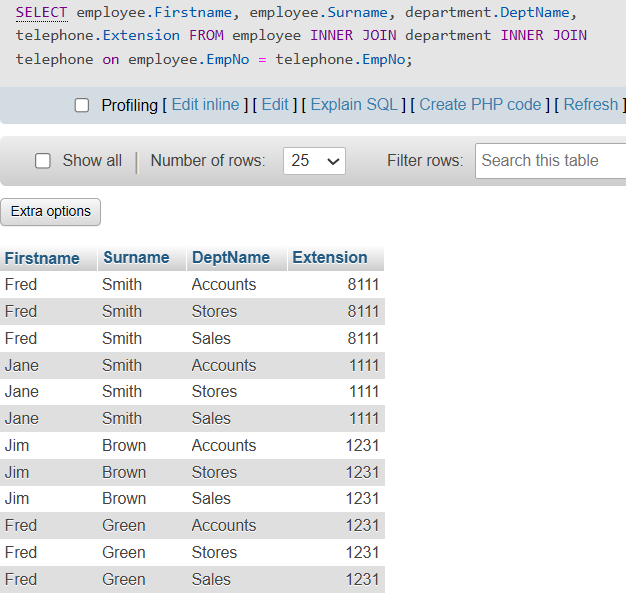 SELECT employee.Firstname, employee.Surname, department.DeptName,
telephone.Extension FROM employee INNER JOIN department INNER JOIN
telephone on employee.EmpNo = telephone.EmpNo;
Profiling [ Edit inline ] [ Edit ] [ Explain SQL ] [ Create PHP code ] [ Refresh ]
Show all | Number of rows: 25 Filter rows: Search this table
Extra options
Firstname Surname DeptName Extension
Fred Smith Accounts 8111
Fred Smith Stores 8111
Fred Smith Sales 8111
Jane Smith Accounts 1111
Jane Smith Stores 1111
Jane Smith Sales 1111
Jim Brown Accounts 1231
Jim Brown Stores 1231
Jim Brown Sales 1231
Fred Green Accounts 1231
Fred Green Stores 1231
Fred Green Sales 1231